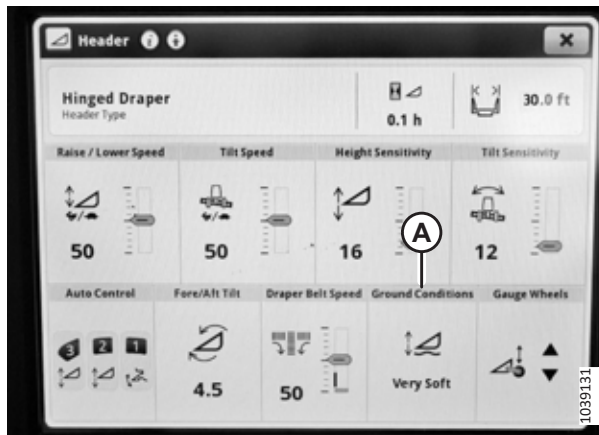 Header
Hinged Draper
Header Type
0.1 h
30.0 ft
Raise / Lower Speed
Tilt Speed
Height Sensitivity
Tilt Sensitivity
50
50
16
12
A
Auto Control
Fore/Aft Tilt
Draper Belt Speed
Ground Conditions
Gauge Wheels
3 2 1
4.5
50
Very Soft
1039131